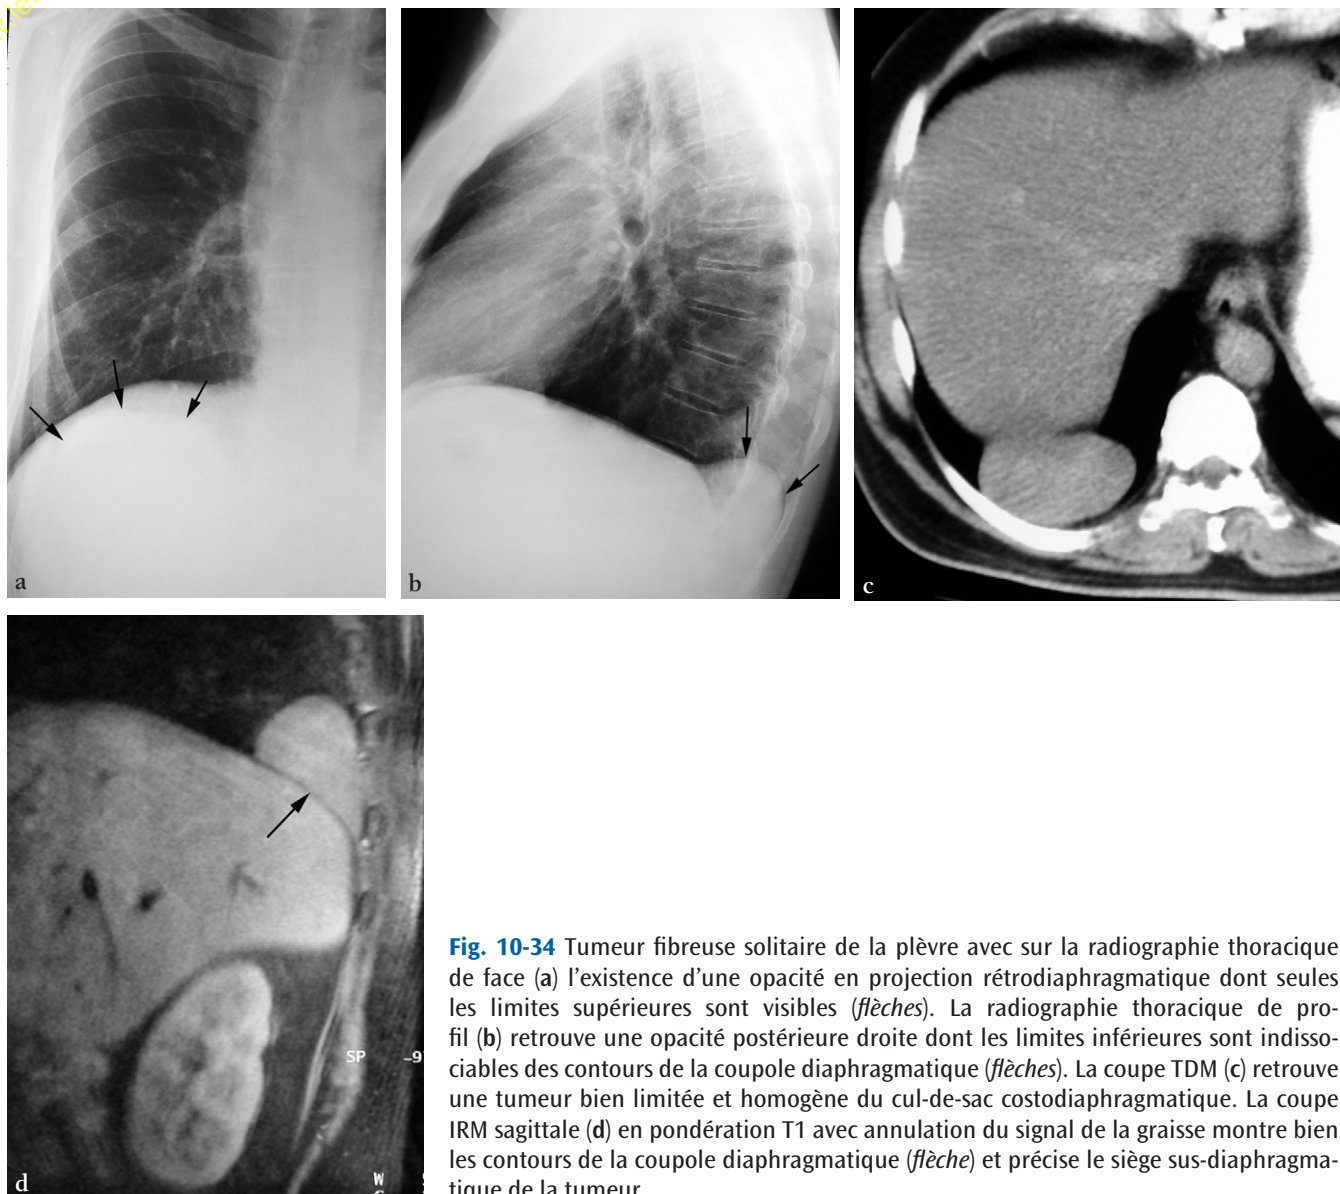 a
b
c
d
SP
W
Fig. 10-34 Tumeur fibreuse solitaire de la plèvre avec sur la radiographie thoracique
de face (a) l'existence d'une opacité en projection rétrodiaphragmatique dont seules
les limites supérieures sont visibles (flèches). La radiographie thoracique de pro-
fil (b) retrouve une opacité postérieure droite dont les limites inférieures sont indisso-
ciables des contours de la coupole diaphragmatique (flèches). La coupe TDM (c) retrouve
une tumeur bien limitée et homogène du cul-de-sac costodiaphragmatique. La coupe
IRM sagittale (d) en pondération T1 avec annulation du signal de la graisse montre bien
les contours de la coupole diaphragmatique (flèche) et précise le siège sus-diaphragma-
tique de la tumeur.